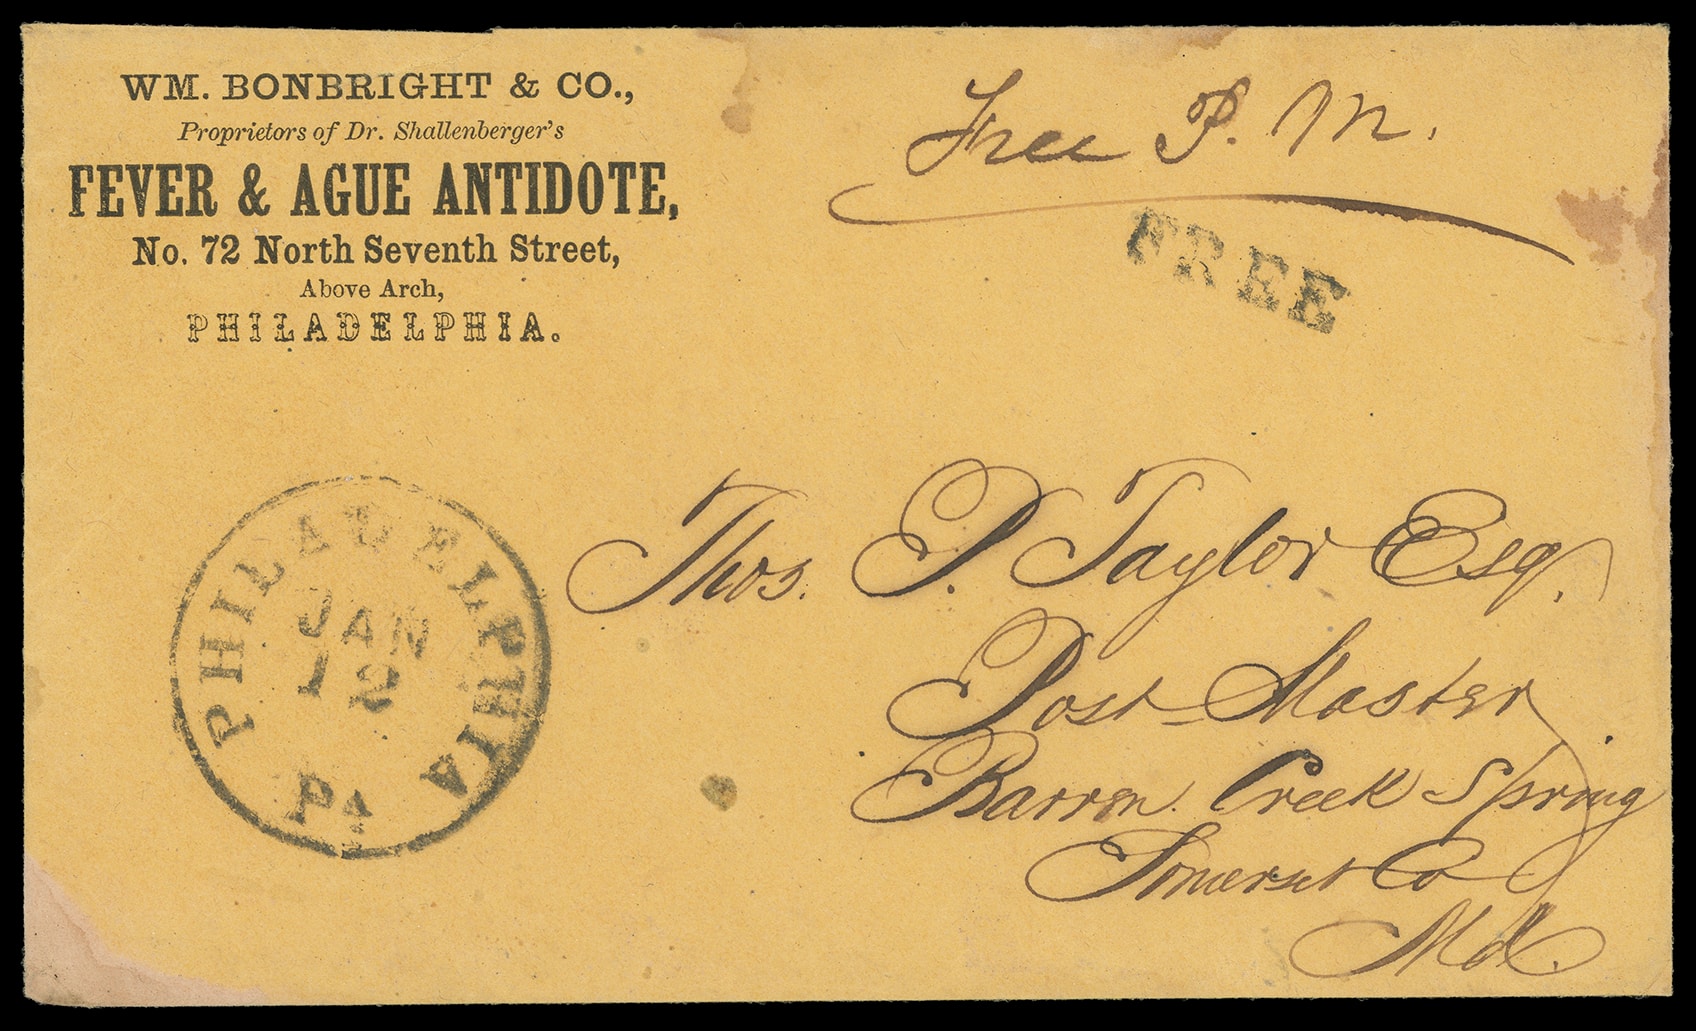 WM. BONBRIGHT & CO.,
Proprietors of Dr. Shallenberger's
FEVER & AGUE ANTIDOTE,
No. 72 North Seventh Street,
Above Arch,
PHILADELPHIA.
Free P. M.
FREE
PHILADELPHIA
JAN
12
Pa
Thos. P. Taylor Esq.
Post-Master
Barren Creek Spring
Somerset Co
Md.